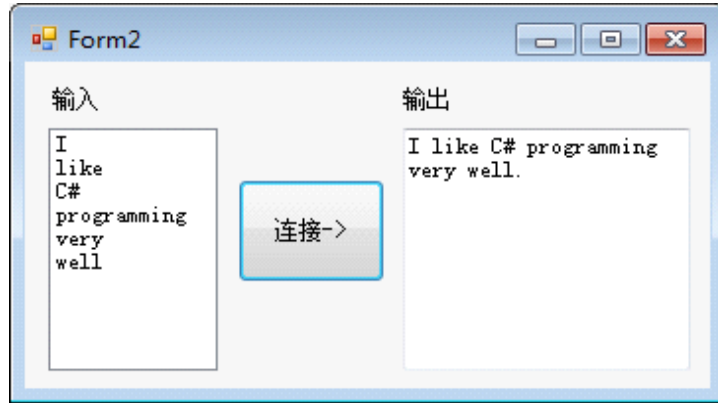 Form2
输入
输出
I
like
C#
programming
very
well
连接->
I like C# programming
very well.